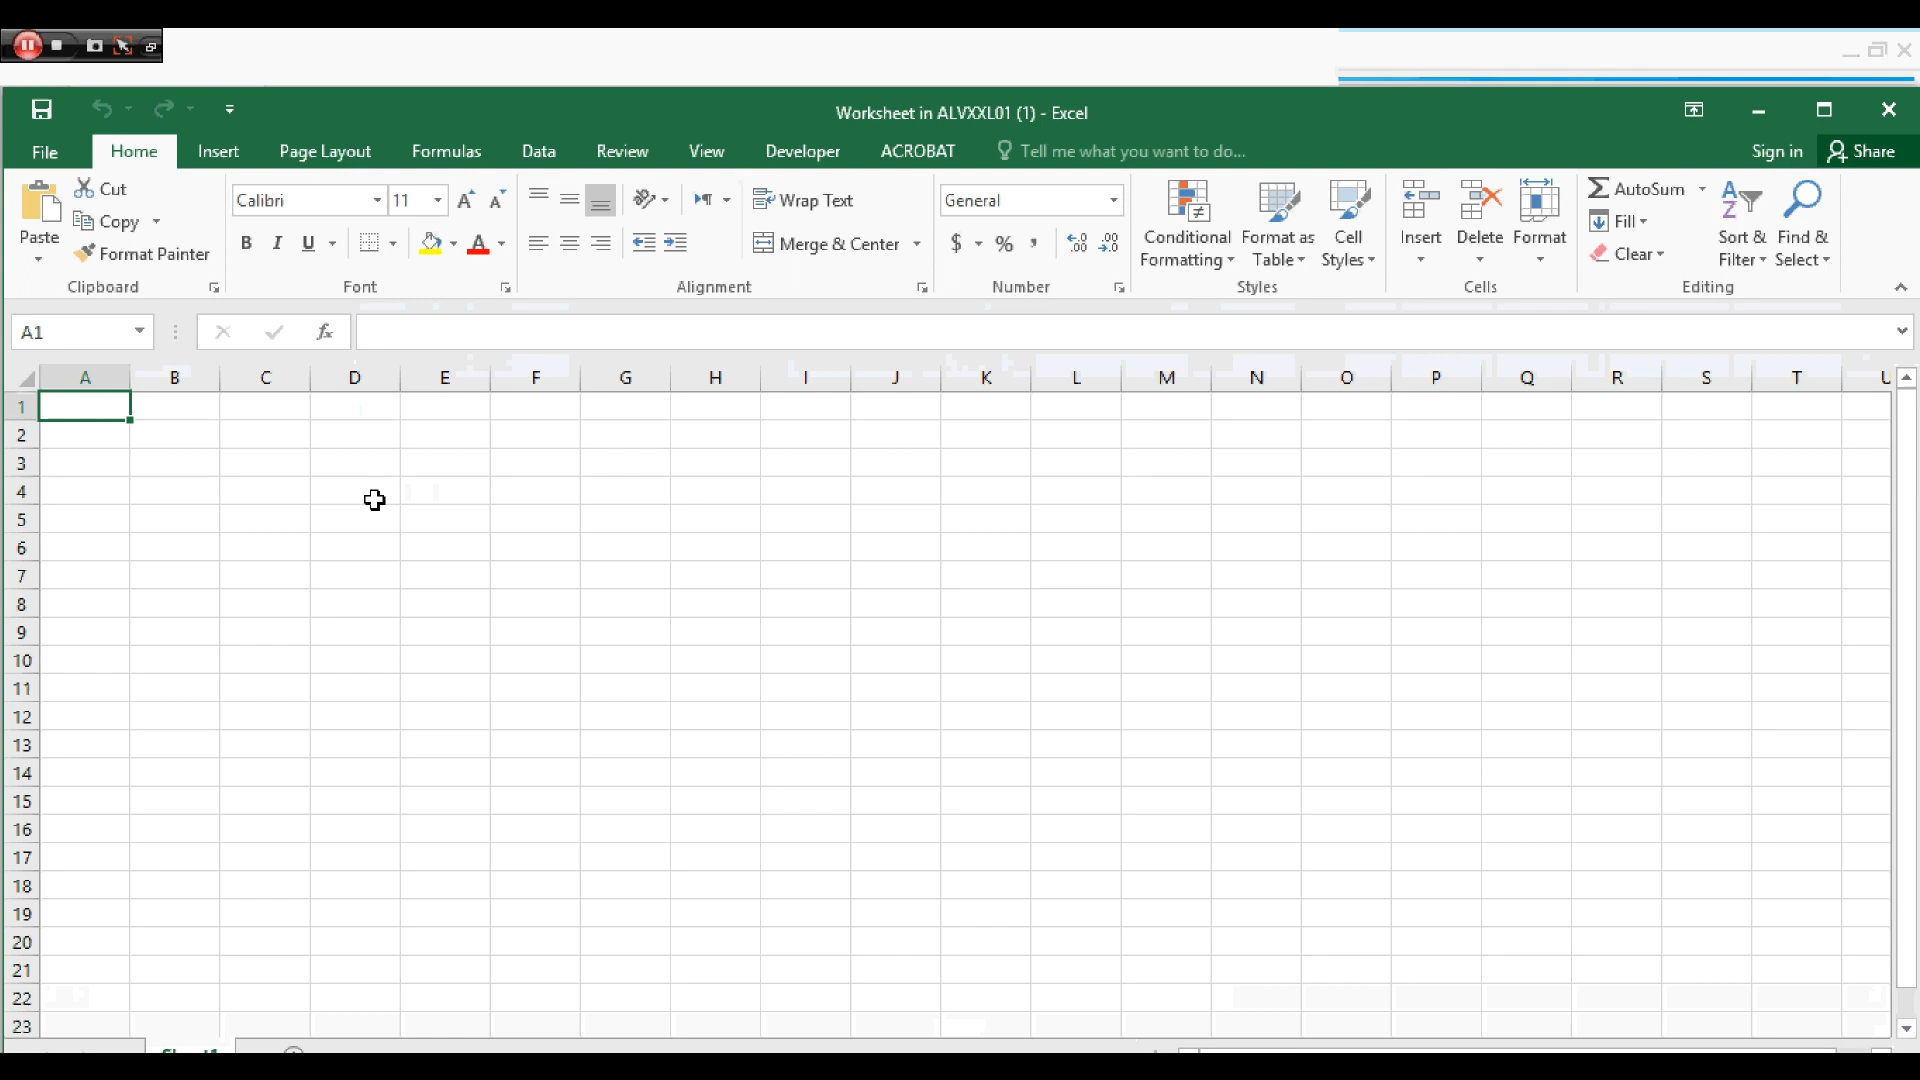 Worksheet in ALVXXL01 (1) - Excel
File Home Insert Page Layout Formulas Data Review View Developer ACROBAT Tell me what you want to do... Sign in Share
Paste
Cut
Copy
Format Painter
Clipboard
Calibri 11
B I U A
Font
Wrap Text
Merge & Center
Alignment
General
$ % ,
Number
Conditional
Formatting
Format as
Table
Cell
Styles
Styles
Insert Delete Format
Cells
AutoSum
Fill
Clear
Sort &
Filter
Find &
Select
Editing
A1
fx
A B C D E F G H I J K L M N O P Q R S T U
1
2
3
4
5
6
7
8
9
10
11
12
13
14
15
16
17
18
19
20
21
22
23